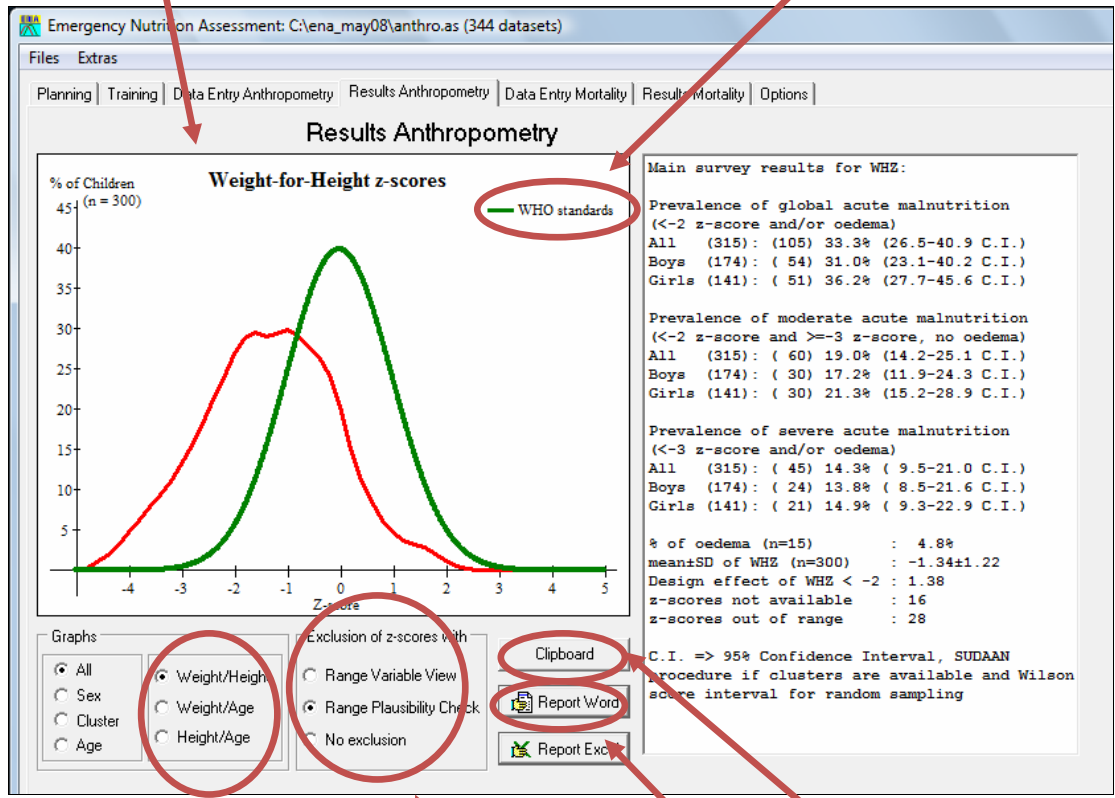 Emergency Nutrition Assessment: C:\ena_may08\anthro.as (344 datasets)
Files Extras
Planning Training Data Entry Anthropometry Results Anthropometry Data Entry Mortality Results Mortality Options
Results Anthropometry
% of Children
(n = 300)
Weight-for-Height z-scores
WHO standards
45
40
35
30
25
20
15
10
5
-4 -3 -2 -1 0 1 2 3 4 5
Z-score
Main survey results for WHZ:
Prevalence of global acute malnutrition
(<-2 z-score and/or oedema)
All (315): (105) 33.3% (26.5-40.9 C.I.)
Boys (174): ( 54) 31.0% (23.1-40.2 C.I.)
Girls (141): ( 51) 36.2% (27.7-45.6 C.I.)
Prevalence of moderate acute malnutrition
(<-2 z-score and >=-3 z-score, no oedema)
All (315): ( 60) 19.0% (14.2-25.1 C.I.)
Boys (174): ( 30) 17.2% (11.9-24.3 C.I.)
Girls (141): ( 30) 21.3% (15.2-28.9 C.I.)
Prevalence of severe acute malnutrition
(<-3 z-score and/or oedema)
All (315): ( 45) 14.3% ( 9.5-21.0 C.I.)
Boys (174): ( 24) 13.8% ( 8.5-21.6 C.I.)
Girls (141): ( 21) 14.9% ( 9.3-22.9 C.I.)
% of oedema (n=15) : 4.8%
mean±SD of WHZ (n=300) : -1.34±1.22
Design effect of WHZ < -2 : 1.38
z-scores not available : 16
z-scores out of range : 28
C.I. => 95% Confidence Interval, SUDAAN
procedure if clusters are available and Wilson
score interval for random sampling
Graphs
All
Sex
Cluster
Age
Weight/Height
Weight/Age
Height/Age
Exclusion of z-scores with
Range Variable View
Range Plausibility Check
No exclusion
Clipboard
Report Word
Report Excel